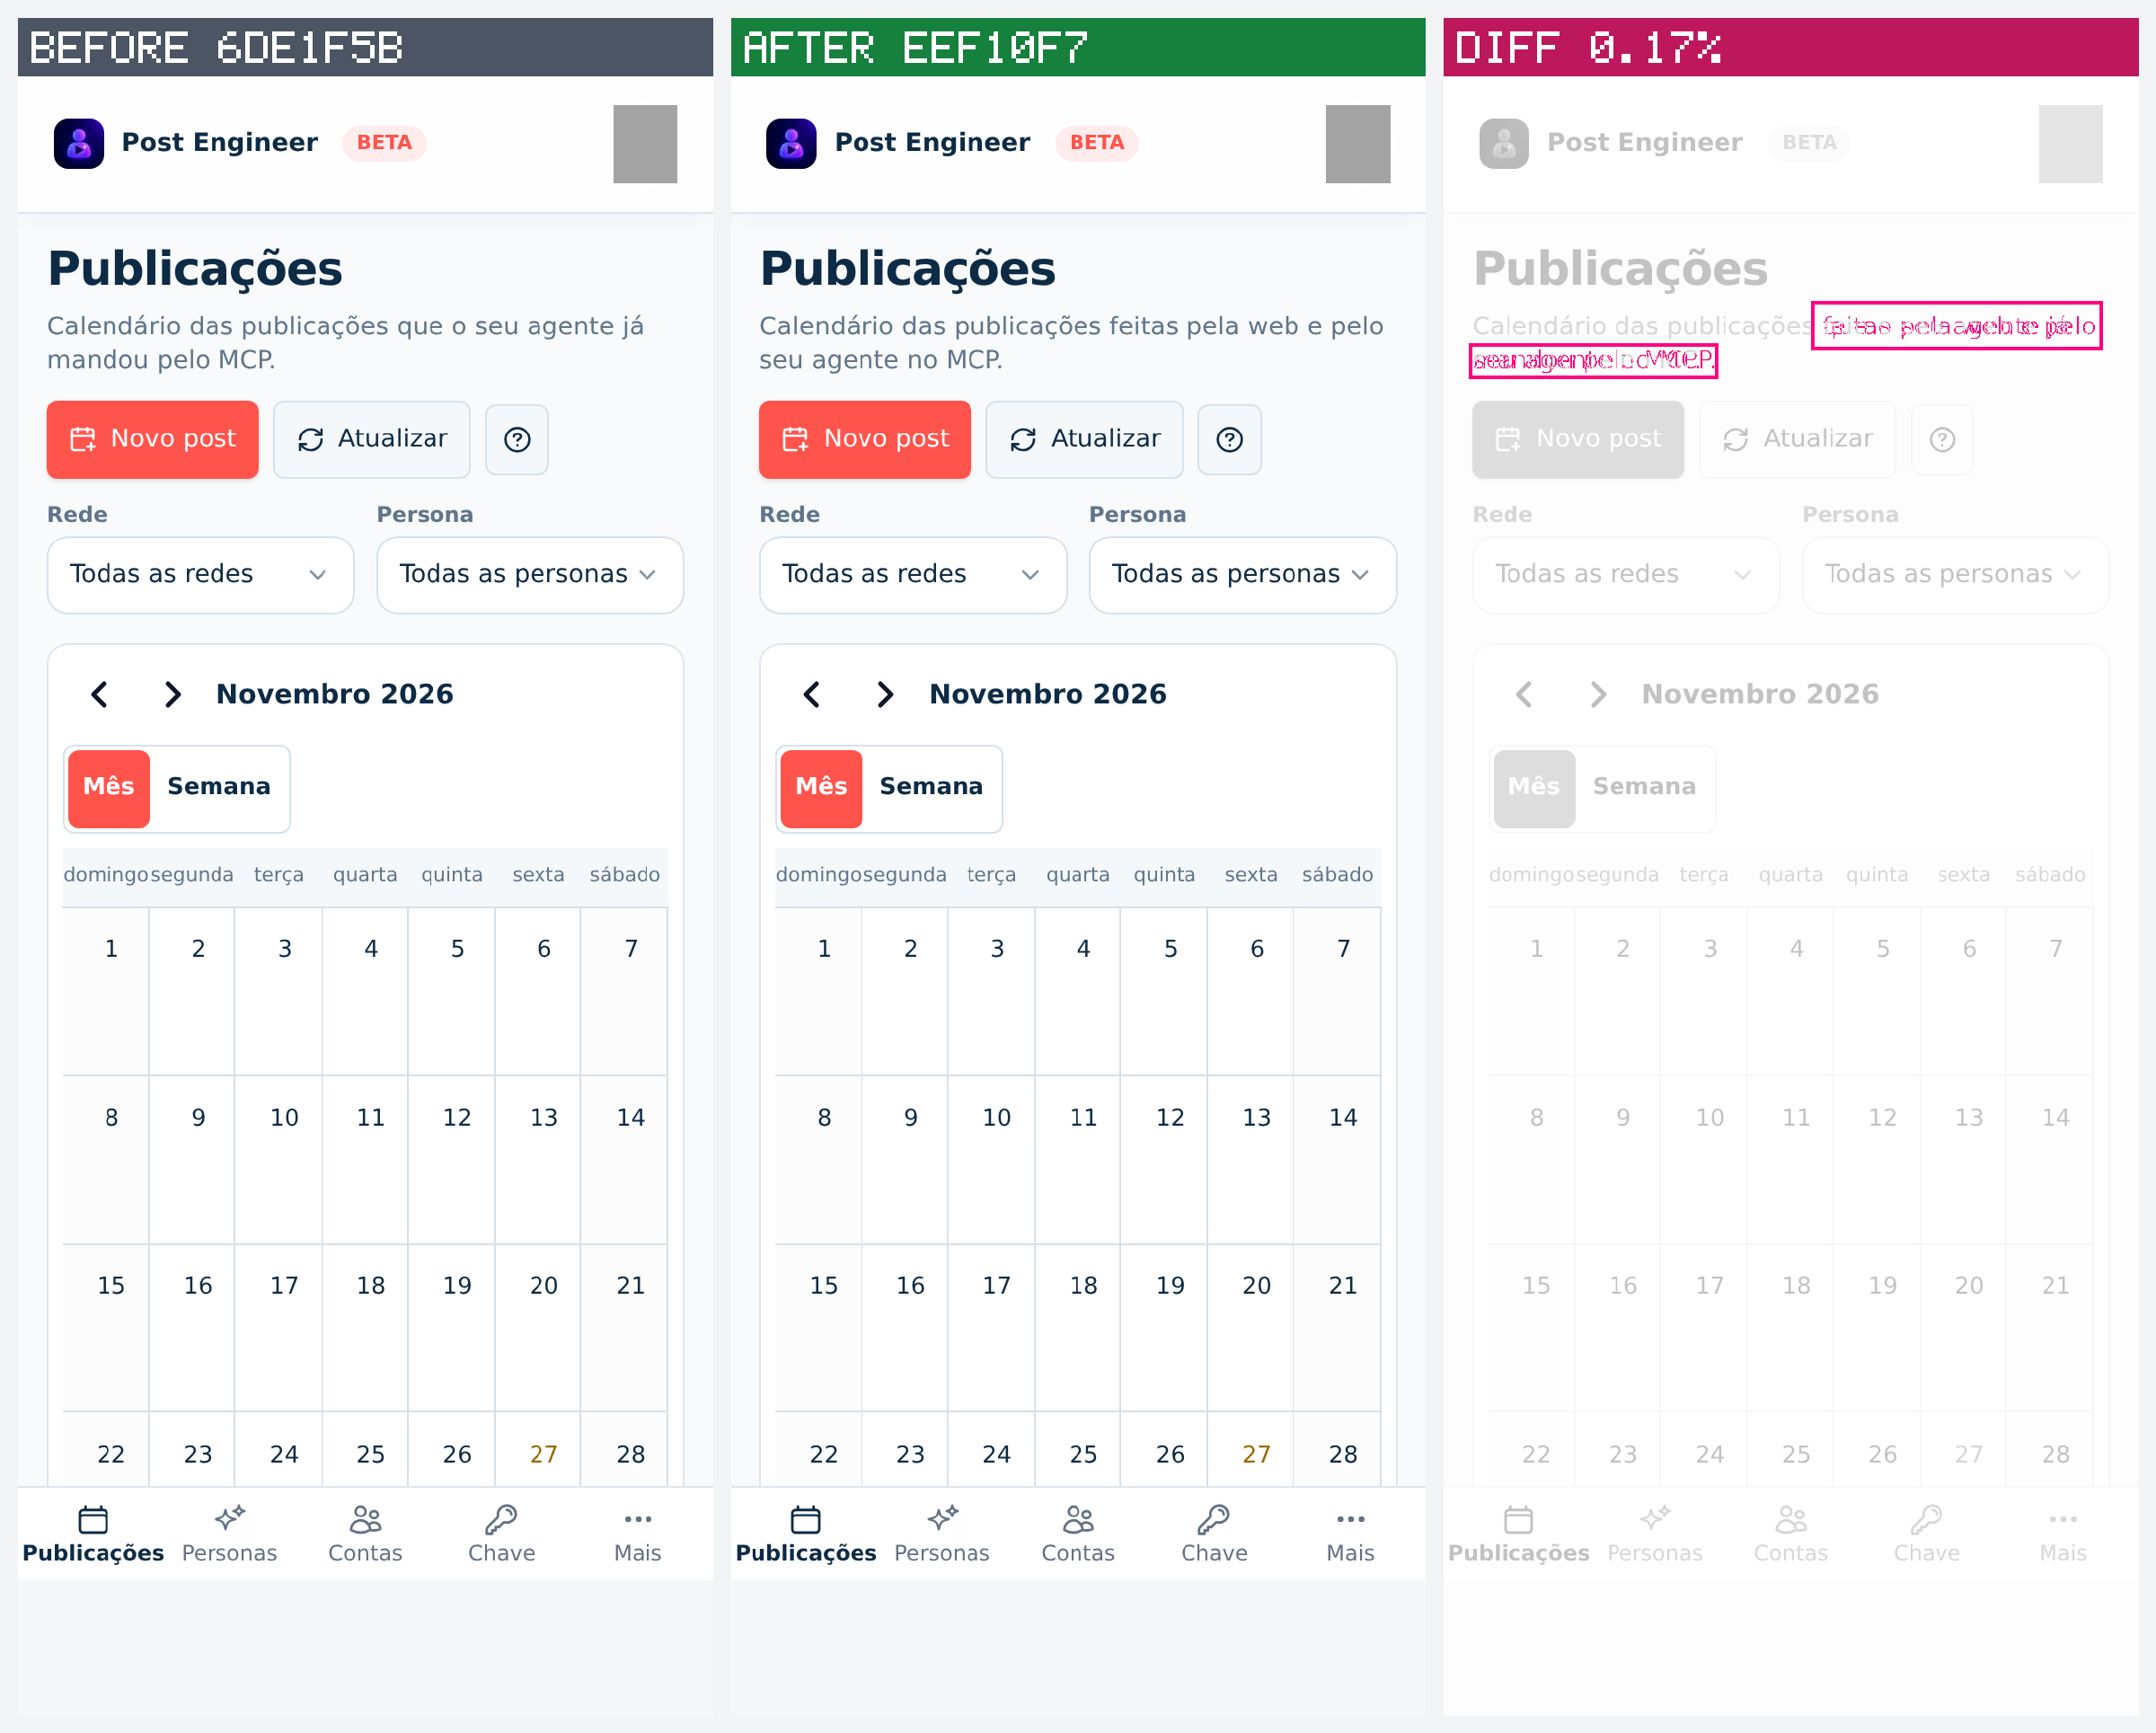 BEFORE 6DE1F5B
Post Engineer BETA
Publicações
Calendário das publicações que o seu agente já
mandou pelo MCP.
Novo post Atualizar
Rede Persona
Todas as redes Todas as personas
Novembro 2026
Mês Semana
domingo segunda terça quarta quinta sexta sábado
1 2 3 4 5 6 7
8 9 10 11 12 13 14
15 16 17 18 19 20 21
22 23 24 25 26 27 28
Publicações Personas Contas Chave Mais
AFTER EEF10F7
Post Engineer BETA
Publicações
Calendário das publicações feitas pela web e pelo
seu agente no MCP.
Novo post Atualizar
Rede Persona
Todas as redes Todas as personas
Novembro 2026
Mês Semana
domingo segunda terça quarta quinta sexta sábado
1 2 3 4 5 6 7
8 9 10 11 12 13 14
15 16 17 18 19 20 21
22 23 24 25 26 27 28
Publicações Personas Contas Chave Mais
DIFF 0.17%
Post Engineer BETA
Publicações
Calendário das publicações
Novo post Atualizar
Rede Persona
Todas as redes Todas as personas
Novembro 2026
Mês Semana
domingo segunda terça quarta quinta sexta sábado
1 2 3 4 5 6 7
8 9 10 11 12 13 14
15 16 17 18 19 20 21
22 23 24 25 26 27 28
Publicações Personas Contas Chave Mais